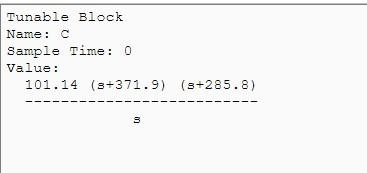 Tunable Block
Name: C
Sample Time: 0
Value:
101.14 (s+371.9) (s+285.8)
--------------------------
s